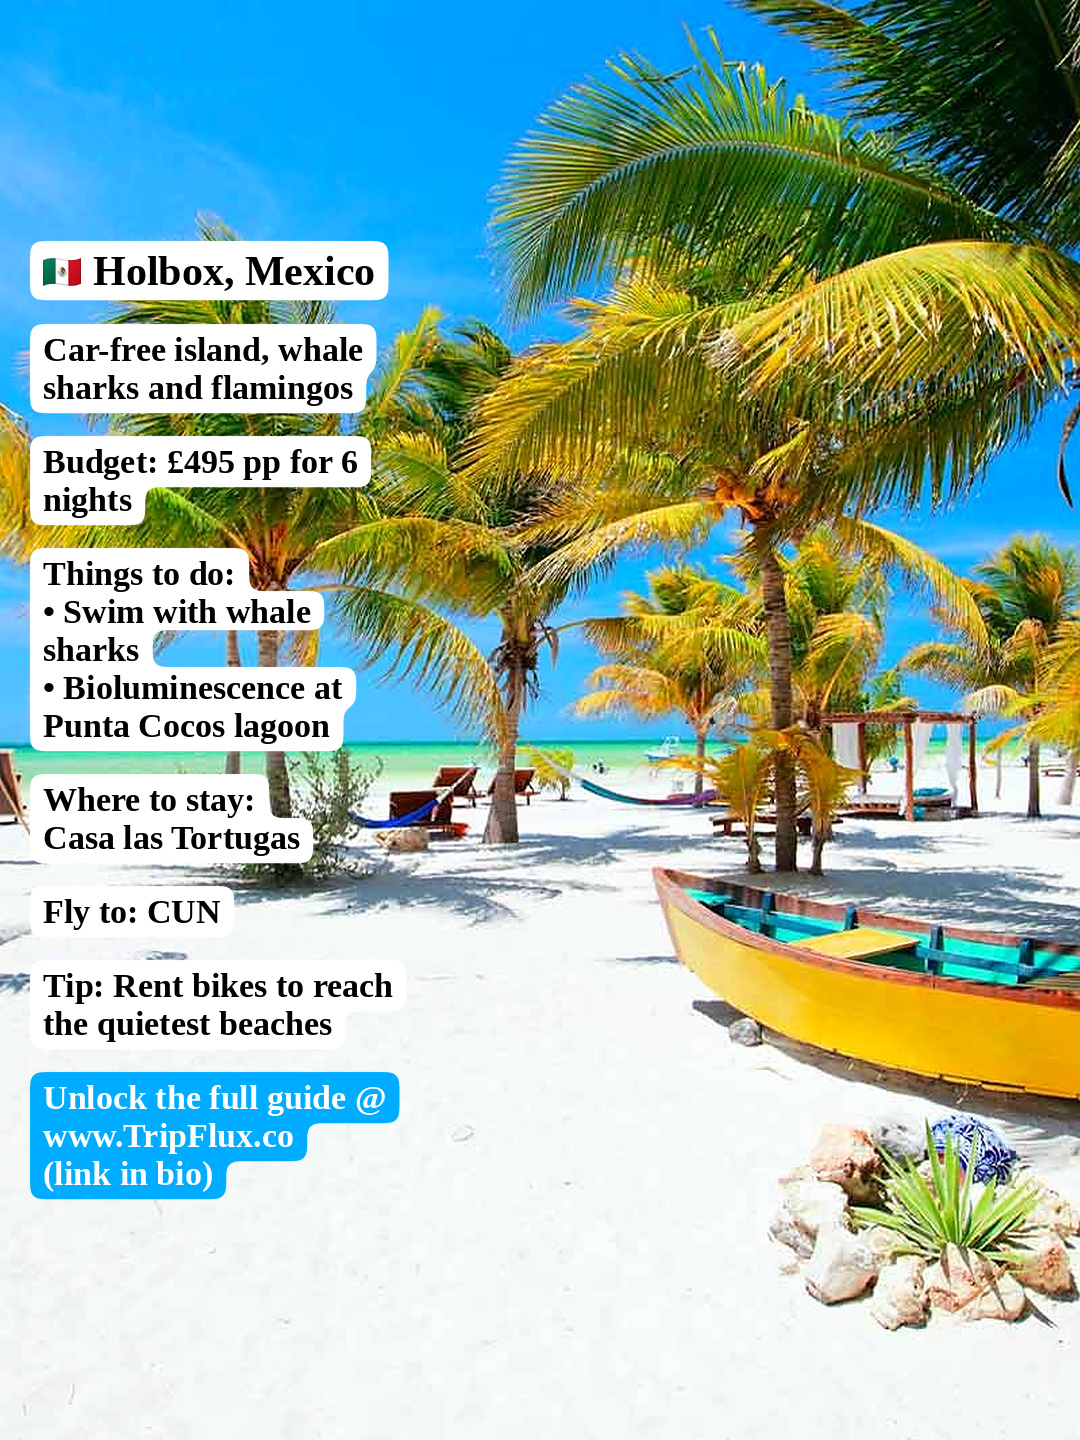 🇲🇽 Holbox, Mexico
Car-free island, whale
sharks and flamingos
Budget: £495 pp for 6
nights
Things to do:
• Swim with whale
sharks
• Bioluminescence at
Punta Cocos lagoon
Where to stay:
Casa las Tortugas
Fly to: CUN
Tip: Rent bikes to reach
the quietest beaches
Unlock the full guide @
www.TripFlux.co
(link in bio)